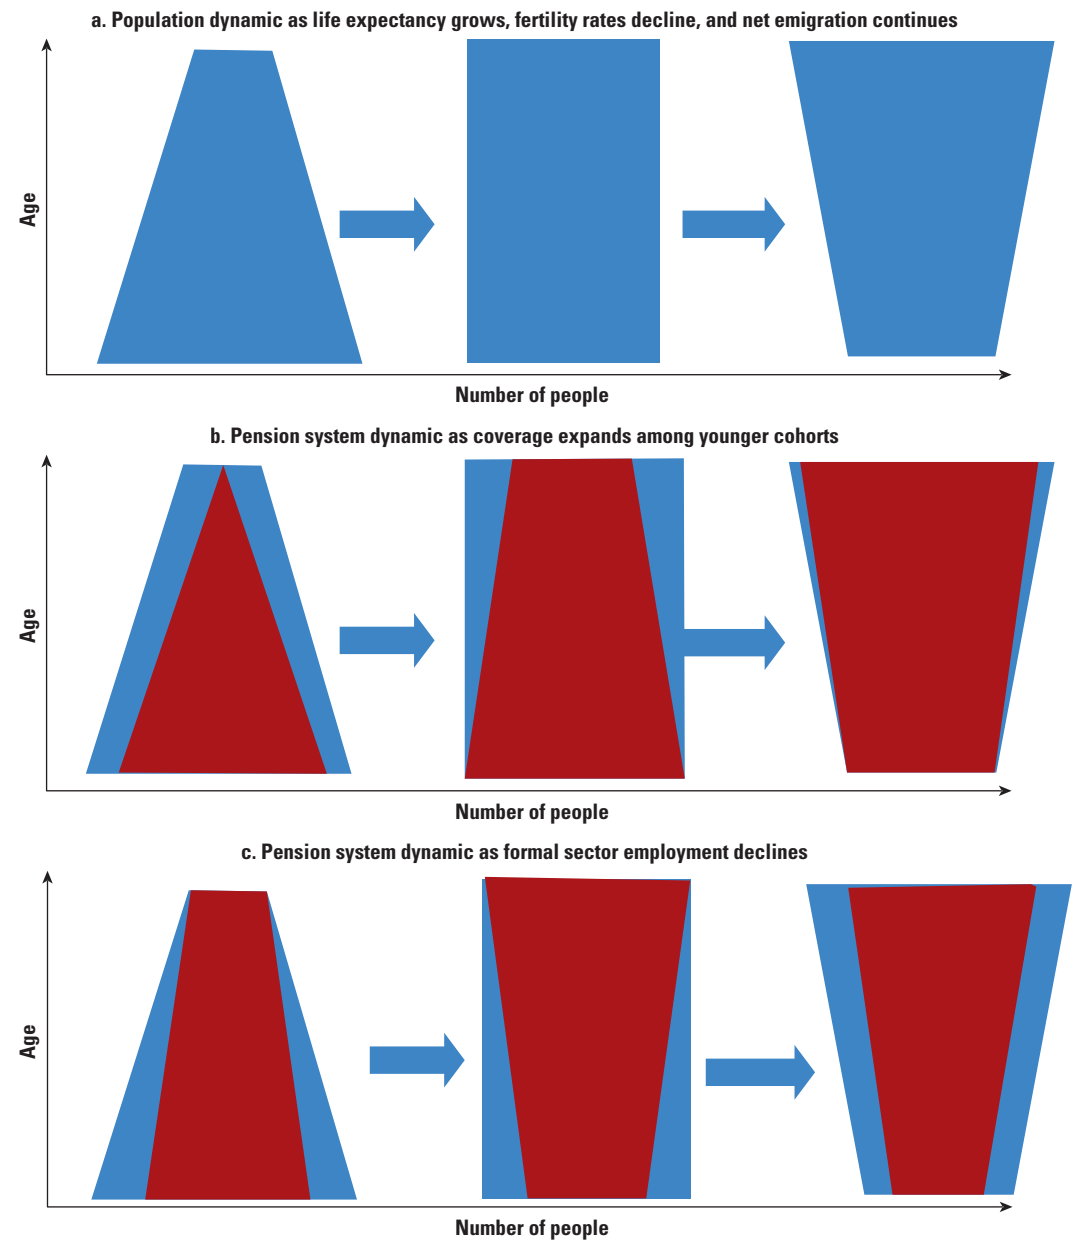 a. Population dynamic as life expectancy grows, fertility rates decline, and net emigration continues
Age
Number of people
b. Pension system dynamic as coverage expands among younger cohorts
Age
Number of people
c. Pension system dynamic as formal sector employment declines
Age
Number of people